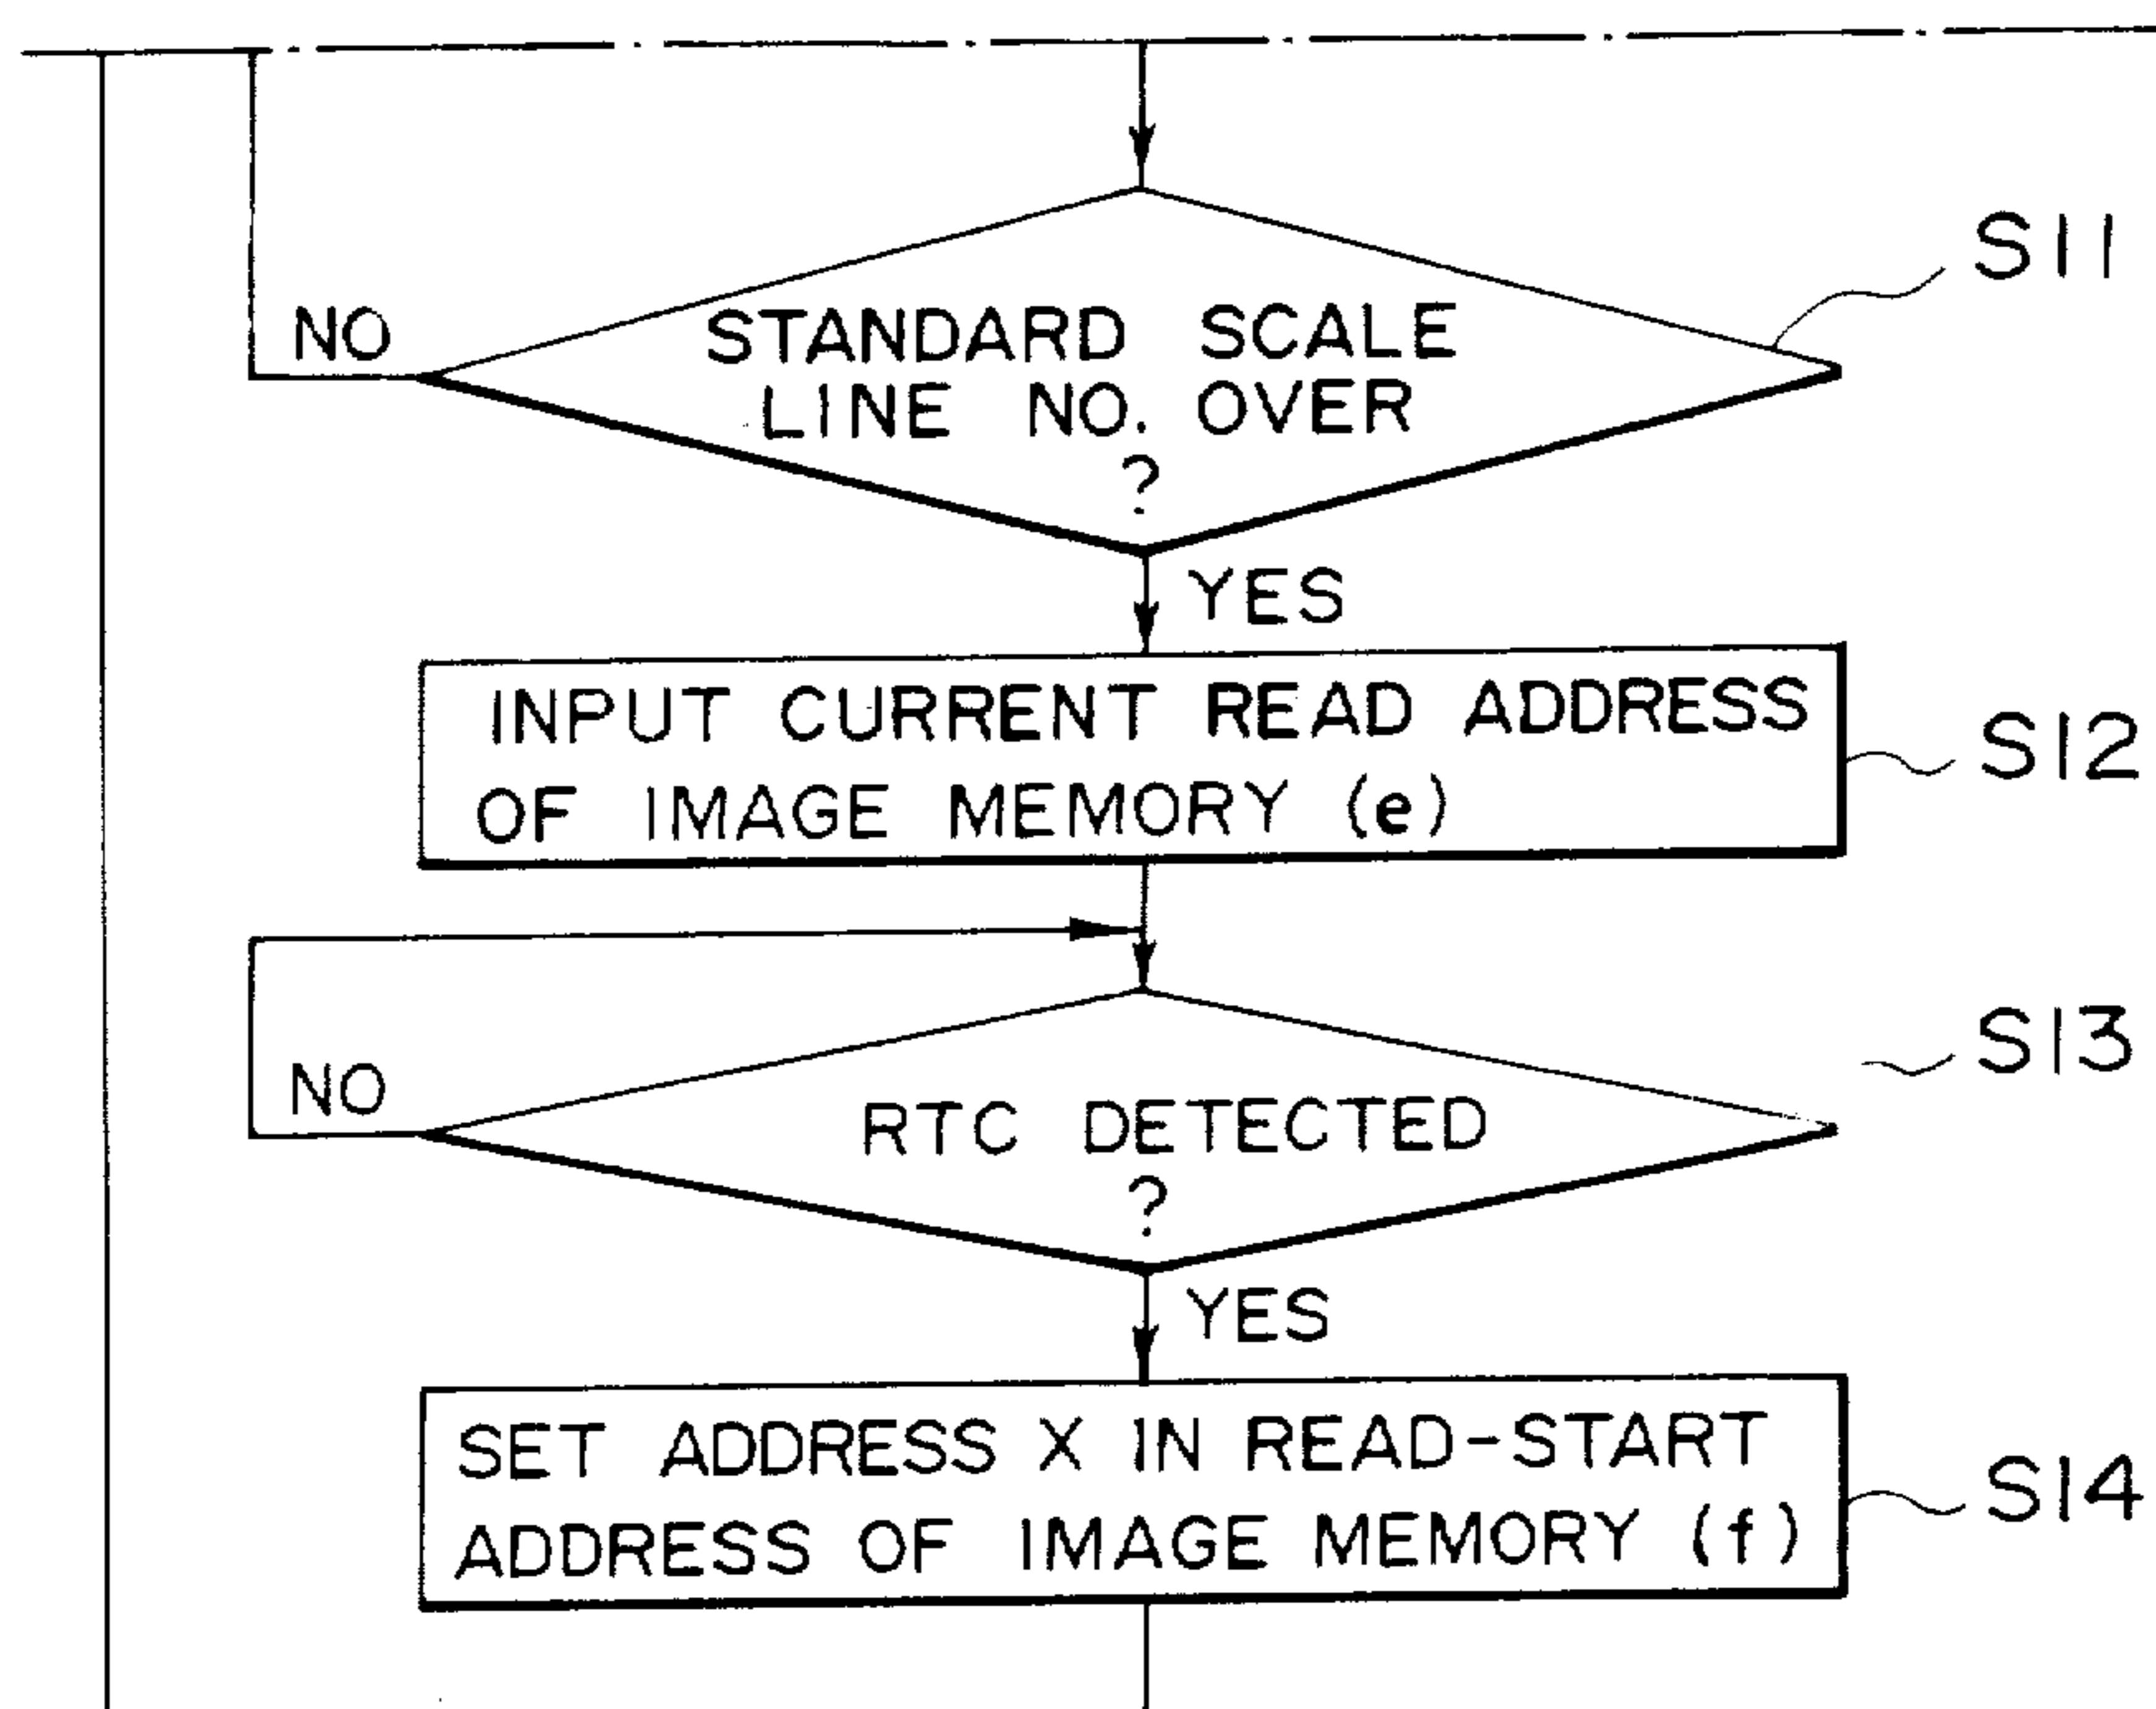 S11
NO
STANDARD SCALE
LINE NO. OVER
?
YES
INPUT CURRENT READ ADDRESS
OF IMAGE MEMORY (e)
S12
S13
NO
RTC DETECTED
?
YES
SET ADDRESS X IN READ-START
ADDRESS OF IMAGE MEMORY (f)
S14